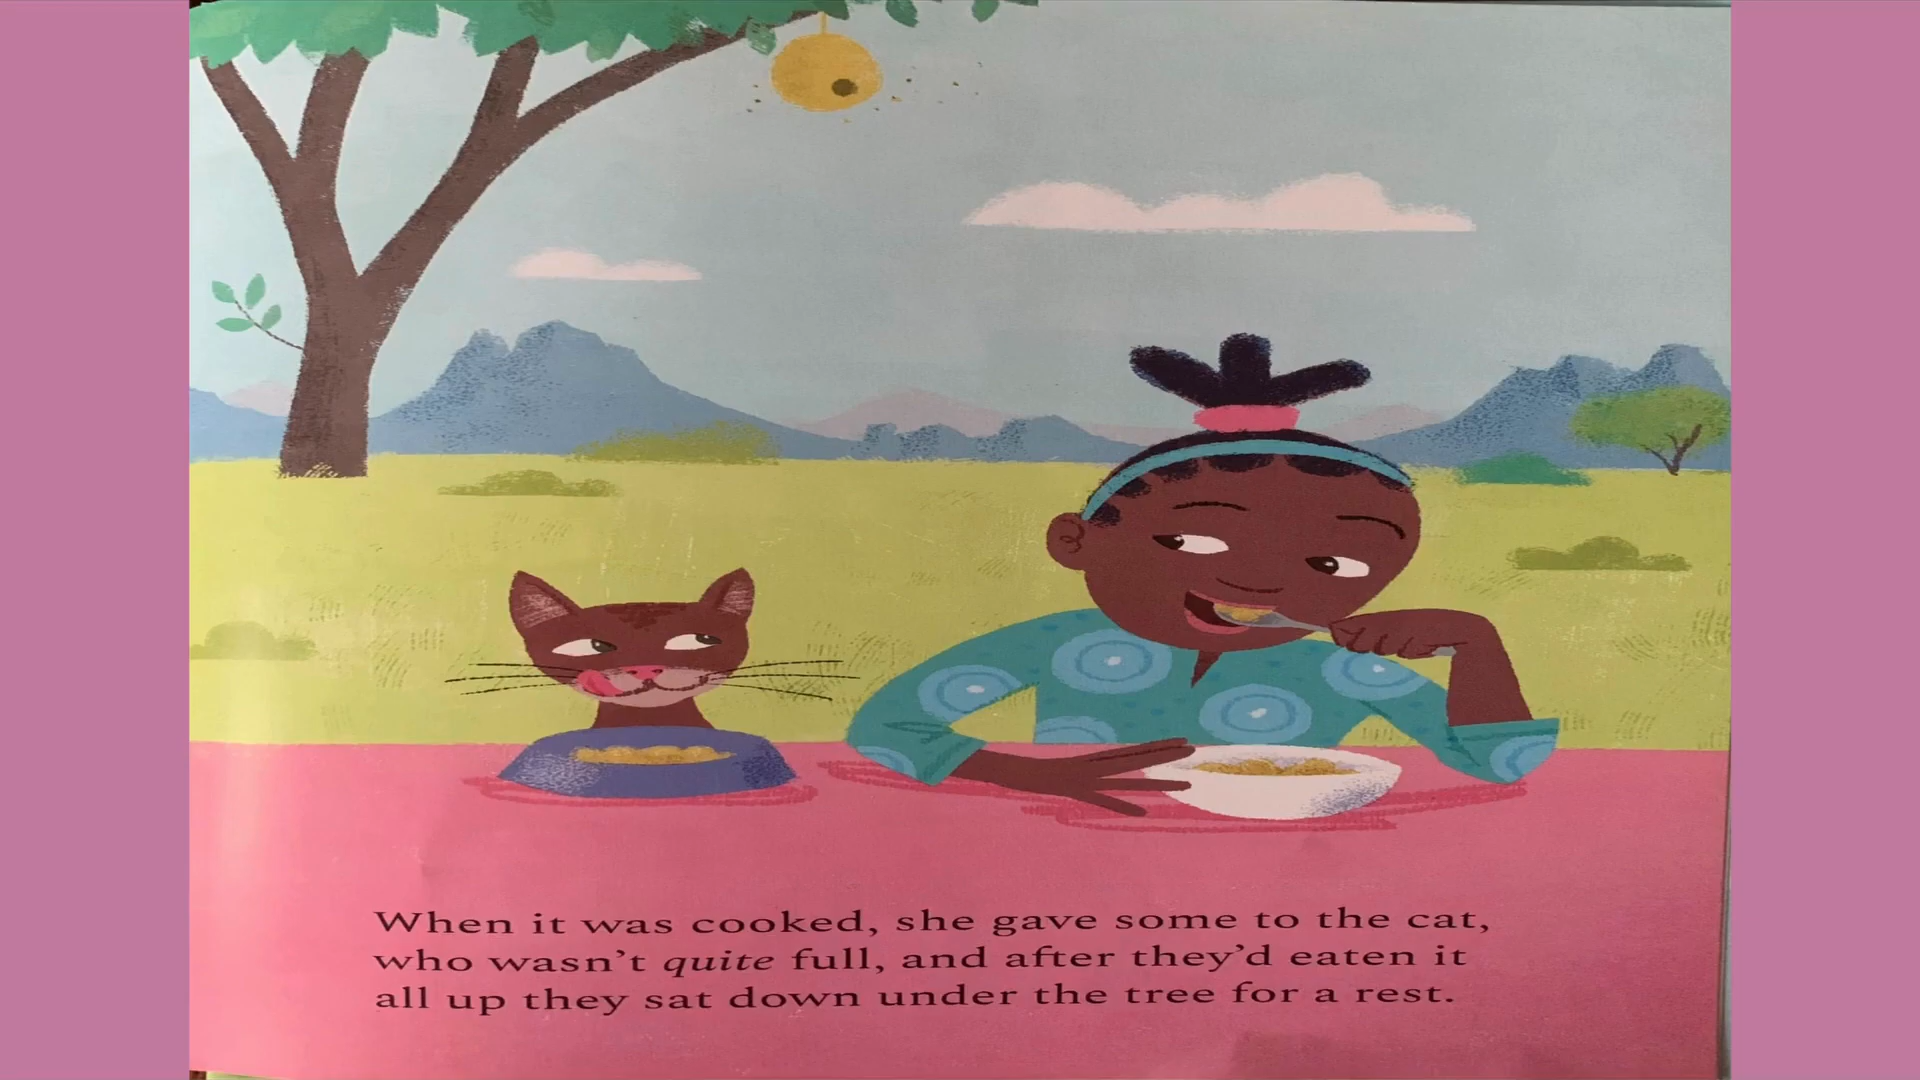 When it was cooked, she gave some to the cat,
who wasn't quite full, and after they'd eaten it
all up they sat down under the tree for a rest.